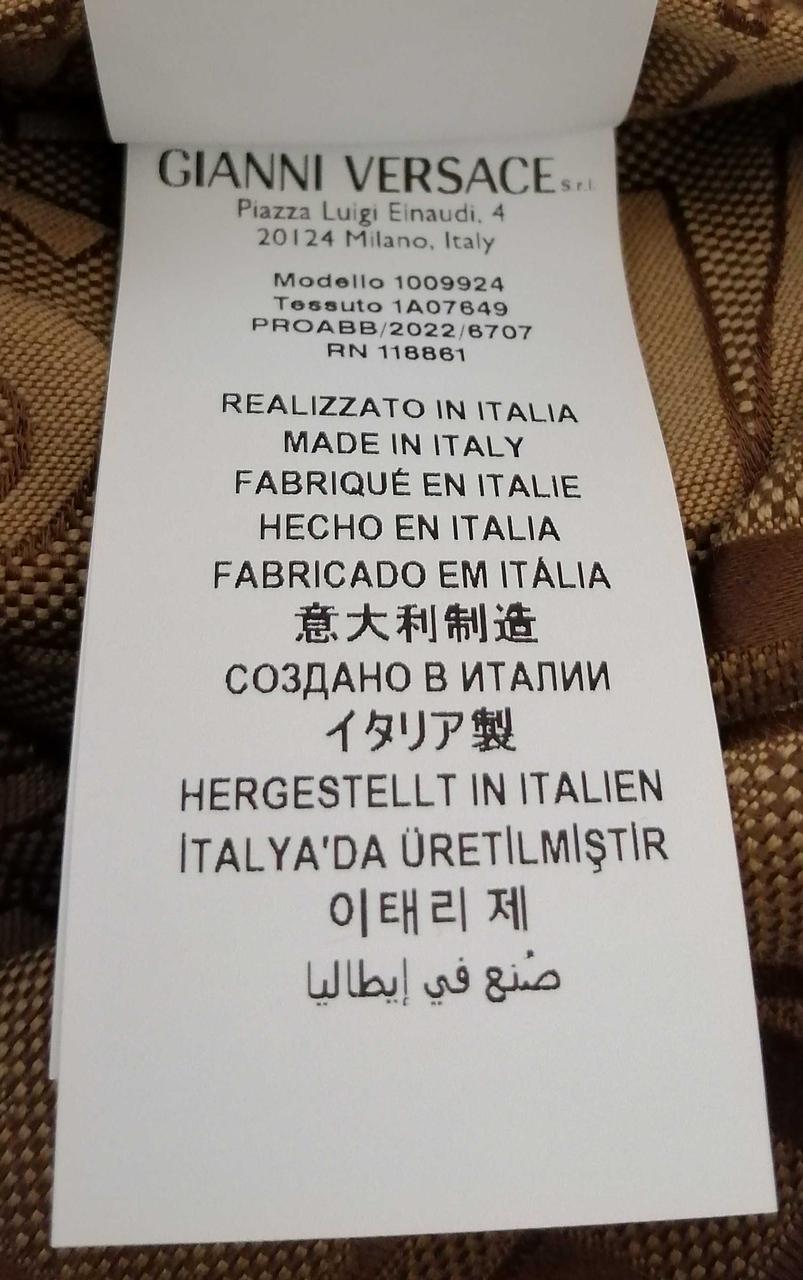 GIANNI VERSACE s.r.l.
Piazza Luigi Einaudi, 4
20124 Milano, Italy
Modello 1009924
Tessuto 1A07649
PROABB/2022/6707
RN 118861
REALIZZATO IN ITALIA
MADE IN ITALY
FABRIQUÉ EN ITALIE
HECHO EN ITALIA
FABRICADO EM ITÁLIA
意大利制造
СОЗДАНО В ИТАЛИИ
イタリア製
HERGESTELLT IN ITALIEN
İTALYA'DA ÜRETİLMİŞTİR
이태리 제
صُنع في إيطاليا